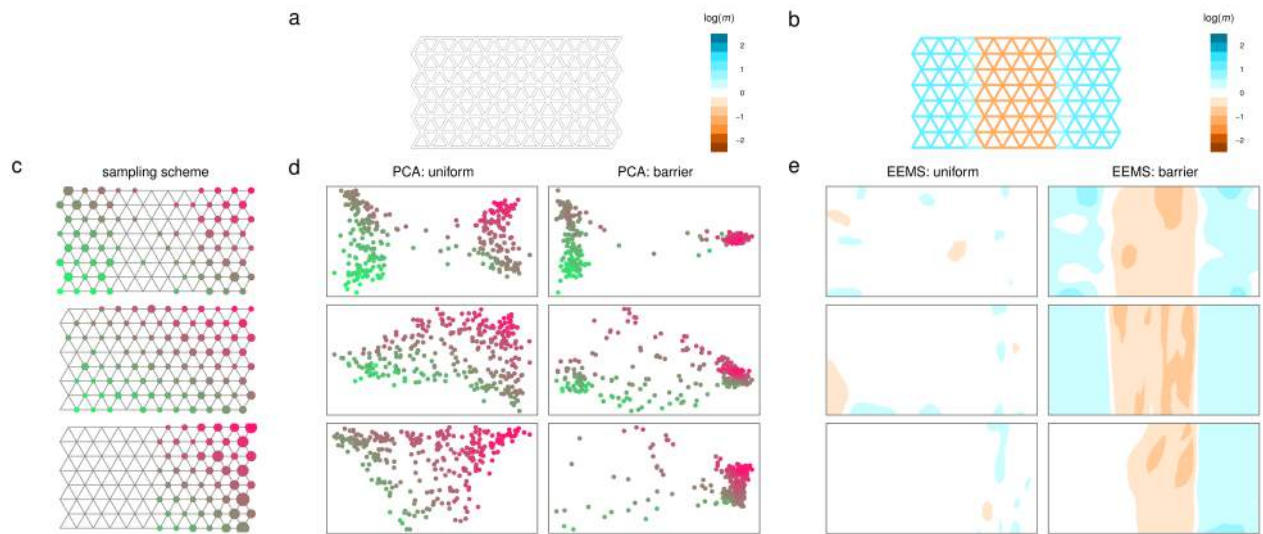 a
log(m)
2
1
0
−1
−2
b
log(m)
2
1
0
−1
−2
c
sampling scheme
d
PCA: uniform
PCA: barrier
e
EEMS: uniform
EEMS: barrier